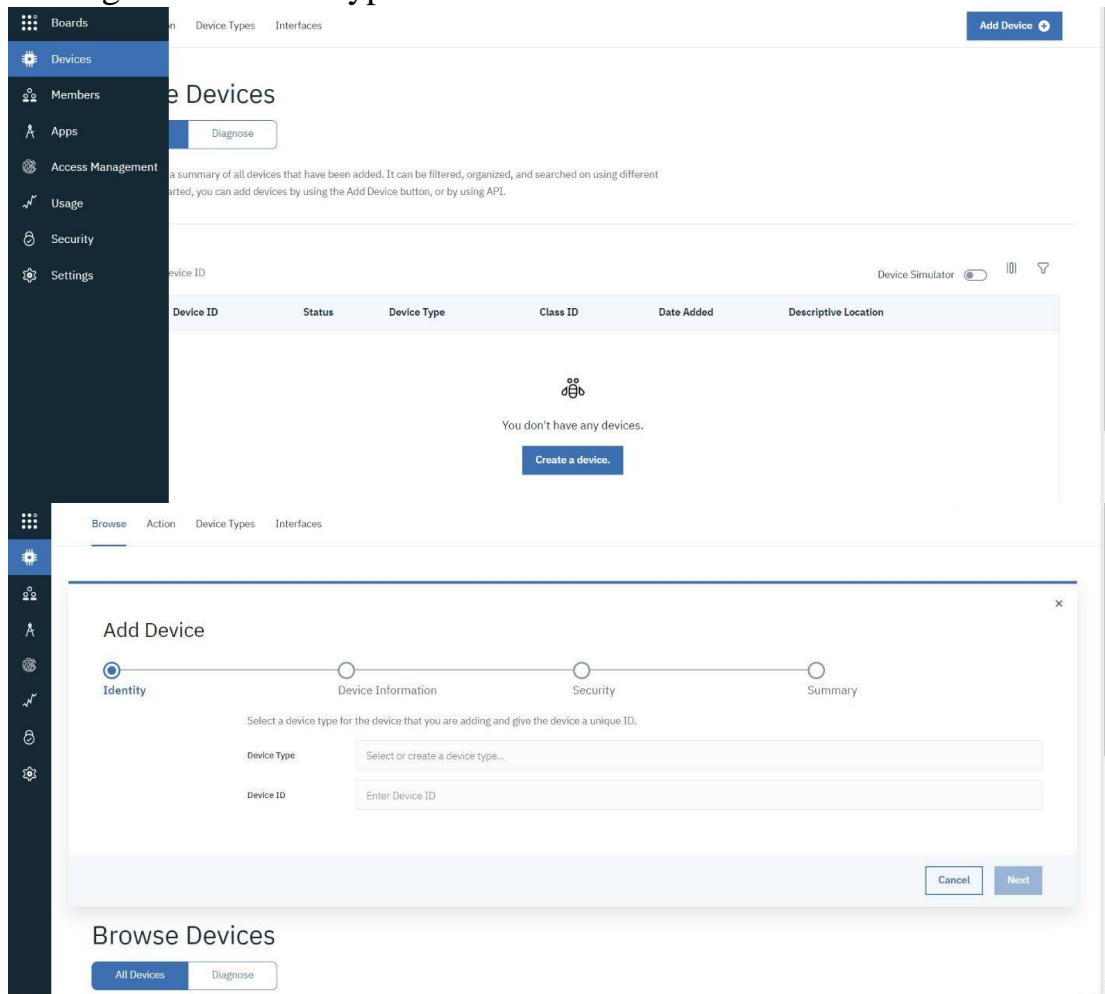 Boards
Device Types Interfaces
Add Device
Devices
Members
e Devices
Apps
Diagnose
Access Management
a summary of all devices that have been added. It can be filtered, organized, and searched on using different
arted, you can add devices by using the Add Device button, or by using API.
Usage
Security
Settings
evice ID
Device Simulator
Device ID Status Device Type Class ID Date Added Descriptive Location
You don't have any devices.
Create a device.
Browse Action Device Types Interfaces
Add Device
Identity Device Information Security Summary
Select a device type for the device that you are adding and give the device a unique ID.
Device Type Select or create a device type...
Device ID Enter Device ID
Cancel Next
Browse Devices
All Devices Diagnose